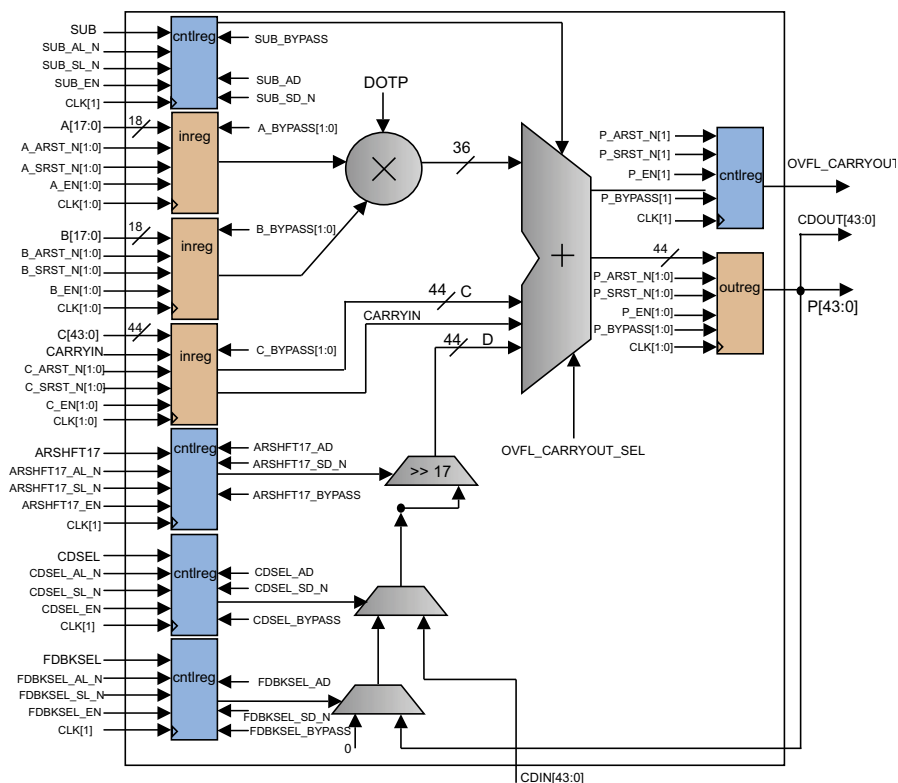 SUB
SUB_AL_N
SUB_SL_N
SUB_EN
CLK[1]
cntlreg
SUB_BYPASS
SUB_AD
SUB_SD_N
DOTP
A[17:0]
18
A_ARST_N[1:0]
A_SRST_N[1:0]
A_EN[1:0]
CLK[1:0]
inreg
A_BYPASS[1:0]
36
B[17:0]
18
B_ARST_N[1:0]
B_SRST_N[1:0]
B_EN[1:0]
CLK[1:0]
inreg
B_BYPASS[1:0]
C[43:0]
44
CARRYIN
C_ARST_N[1:0]
C_SRST_N[1:0]
C_EN[1:0]
CLK[1:0]
inreg
C_BYPASS[1:0]
44 C
CARRYIN
44 D
+
OVFL_CARRYOUT_SEL
P_ARST_N[1]
P_SRST_N[1]
P_EN[1]
P_BYPASS[1]
CLK[1]
cntlreg
OVFL_CARRYOUT
CDOUT[43:0]
44
P_ARST_N[1:0]
P_SRST_N[1:0]
P_EN[1:0]
P_BYPASS[1:0]
CLK[1:0]
outreg
P[43:0]
ARSHFT17
ARSHFT17_AL_N
ARSHFT17_SL_N
ARSHFT17_EN
CLK[1]
cntlreg
ARSHFT17_AD
ARSHFT17_SD_N
ARSHFT17_BYPASS
>> 17
CDSEL
CDSEL_AL_N
CDSEL_SL_N
CDSEL_EN
CLK[1]
cntlreg
CDSEL_AD
CDSEL_SD_N
CDSEL_BYPASS
FDBKSEL
FDBKSEL_AL_N
FDBKSEL_SL_N
FDBKSEL_EN
CLK[1]
cntlreg
FDBKSEL_AD
FDBKSEL_SD_N
FDBKSEL_BYPASS
0
CDIN[43:0]